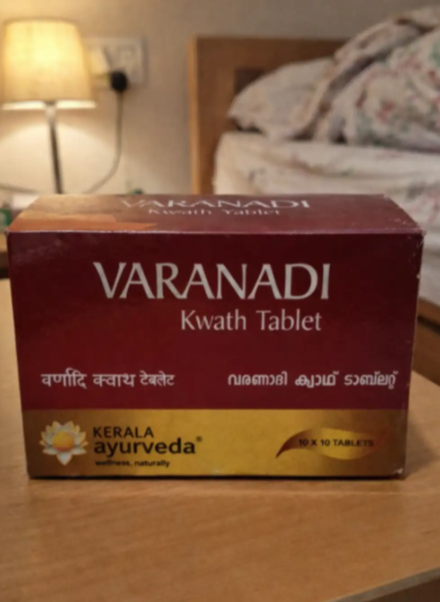 VARANADI
Kwath Tablet
VARANADI
Kwath Tablet
वर्णादि क्वाथ टेबलेट
വരണാദി ക്വാഥ് ടാബ്ലറ്റ്
KERALA
ayurveda®
wellness, naturally
10 X 10 TABLETS